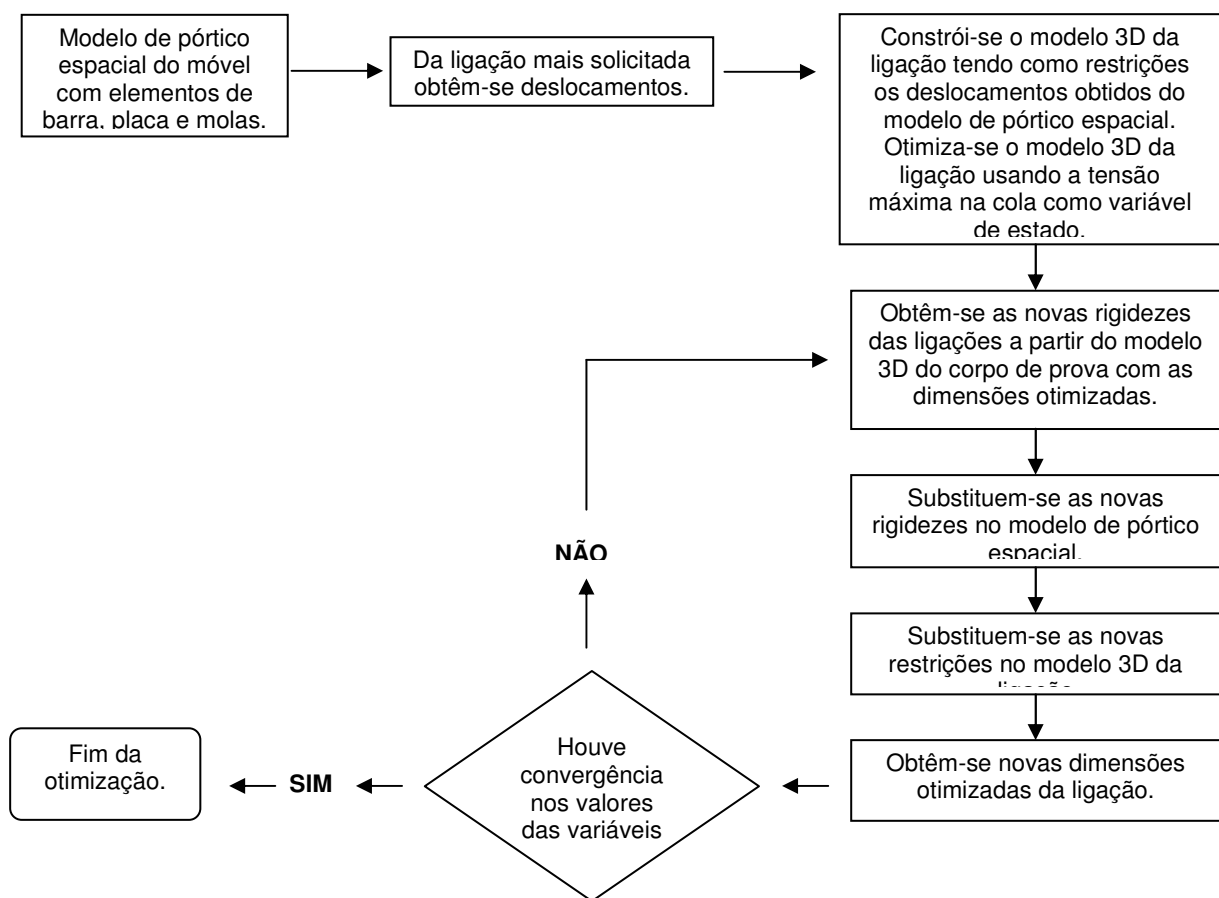 Modelo de pórtico
espacial do móvel
com elementos de
barra, placa e molas.
Da ligação mais solicitada
obtêm-se deslocamentos.
Constrói-se o modelo 3D da
ligação tendo como restrições
os deslocamentos obtidos do
modelo de pórtico espacial.
Otimiza-se o modelo 3D da
ligação usando a tensão
máxima na cola como variável
de estado.
Obtêm-se as novas rigidezes
das ligações a partir do modelo
3D do corpo de prova com as
dimensões otimizadas.
Substituem-se as novas
rigidezes no modelo de pórtico
espacial.
Substituem-se as novas
restrições no modelo 3D da
ligação.
Obtêm-se novas dimensões
otimizadas da ligação.
Houve
convergência
nos valores
das variáveis
NÃO
SIM
Fim da
otimização.